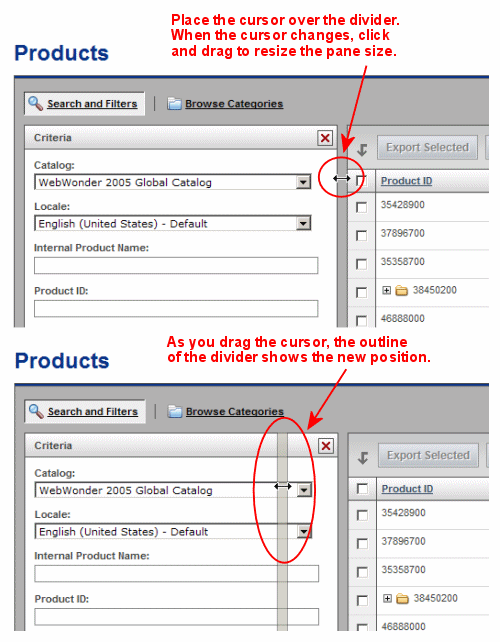 Place the cursor over the divider.
When the cursor changes, click
and drag to resize the pane size.
Products
Search and Filters | Browse Categories
Criteria
Export Selected
Catalog:
WebWonder 2005 Global Catalog
Product ID
Locale:
35428900
English (United States) - Default
37896700
Internal Product Name:
35358700
Product ID:
38450200
46888000
As you drag the cursor, the outline
of the divider shows the new position.
Products
Search and Filters | Browse Categories
Criteria
Export Selected
Catalog:
WebWonder 2005 Global Catalog
Product ID
Locale:
35428900
English (United States) - Default
37896700
Internal Product Name:
35358700
Product ID:
38450200
46888000